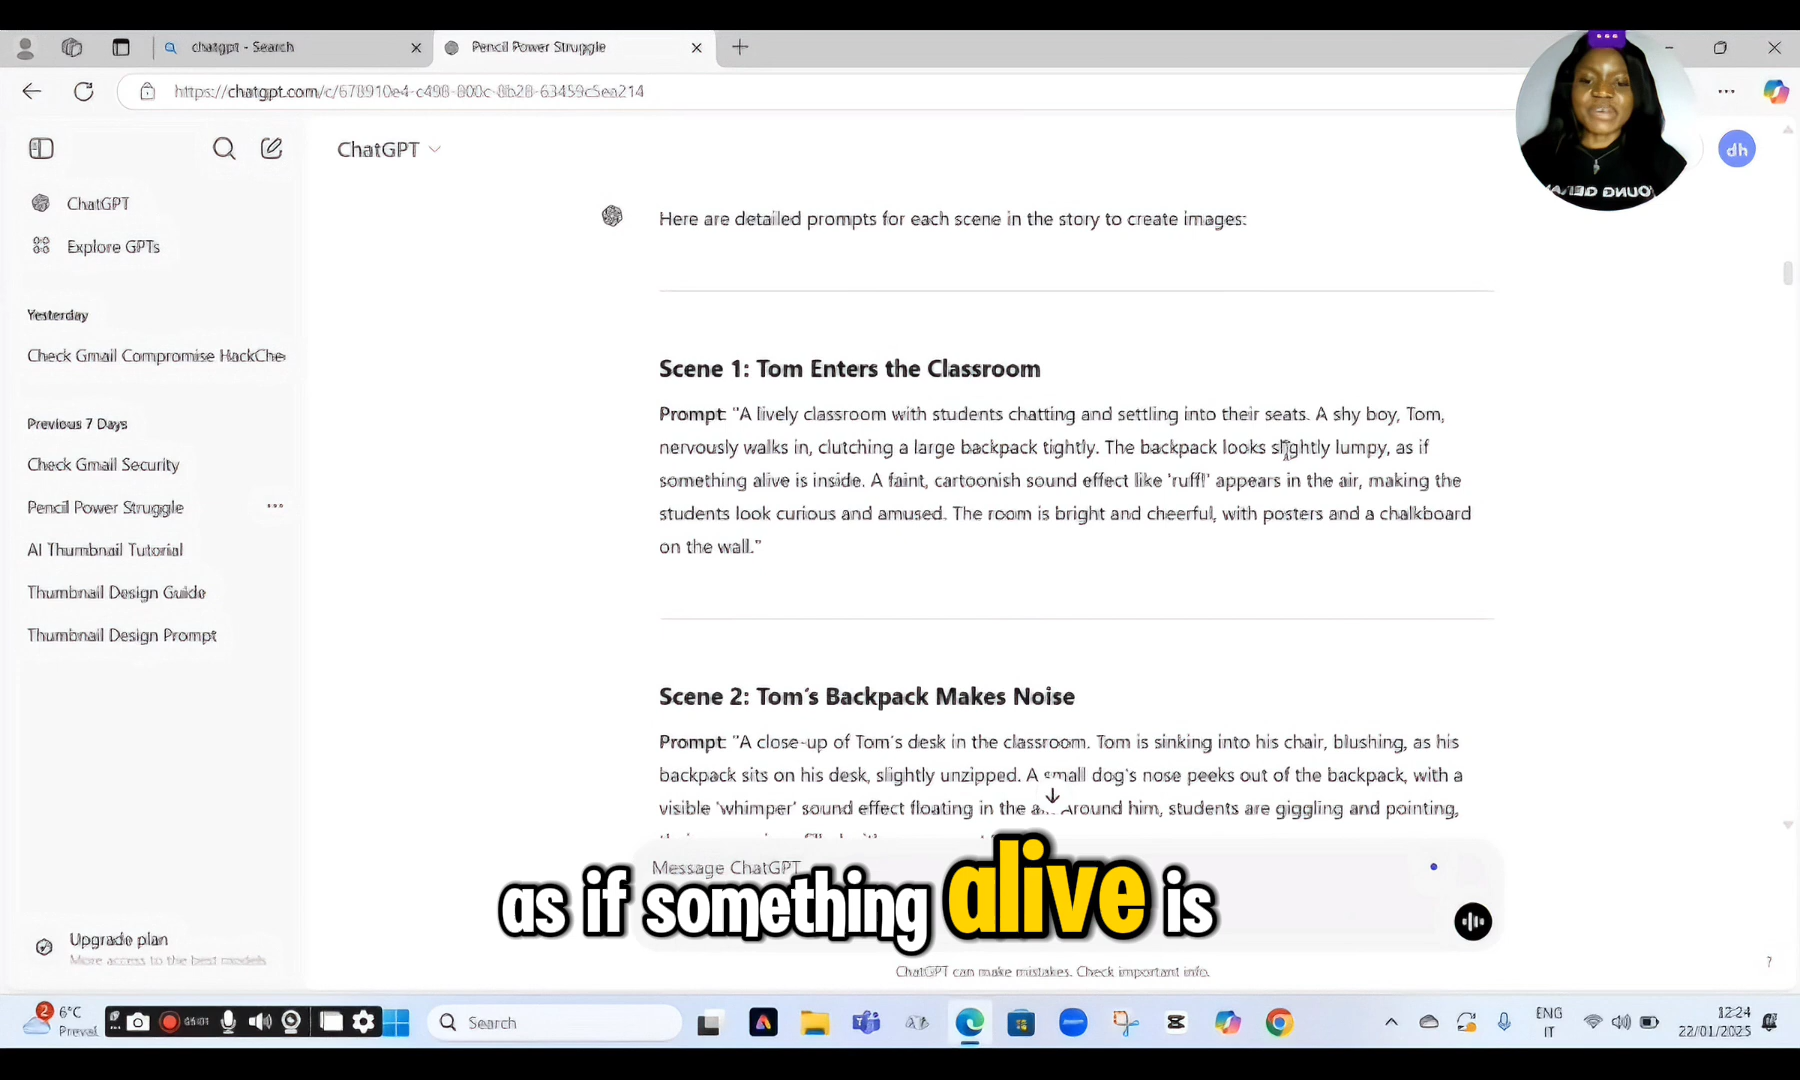 chatgpt - Search
Pencil Power Struggle
https://chatgpt.com/c/678910e4-c498-800c-8b28-63459c5ea214
ChatGPT
dh
ChatGPT
Explore GPTs
Yesterday
Check Gmail Compromise HackChe
Previous 7 Days
Check Gmail Security
Pencil Power Struggle
AI Thumbnail Tutorial
Thumbnail Design Guide
Thumbnail Design Prompt
Upgrade plan
More access to the best models
Here are detailed prompts for each scene in the story to create images:
Scene 1: Tom Enters the Classroom
Prompt: "A lively classroom with students chatting and settling into their seats. A shy boy, Tom,
nervously walks in, clutching a large backpack tightly. The backpack looks slightly lumpy, as if
something alive is inside. A faint, cartoonish sound effect like 'ruff!' appears in the air, making the
students look curious and amused. The room is bright and cheerful, with posters and a chalkboard
on the wall."
Scene 2: Tom's Backpack Makes Noise
Prompt: "A close-up of Tom's desk in the classroom. Tom is sinking into his chair, blushing, as his
backpack sits on his desk, slightly unzipped. A small dog's nose peeks out of the backpack, with a
visible 'whimper' sound effect floating in the a Around him, students are giggling and pointing,
Message ChatGPT
as if something alive is
ChatGPT can make mistakes. Check important info.
?
2
6°C
Preval
Search
ENG
IT
12:24
22/01/2025